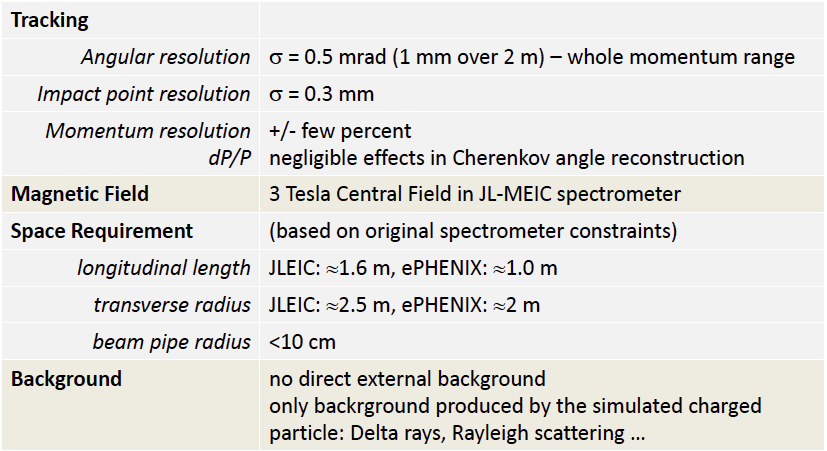 Tracking
Angular resolution σ = 0.5 mrad (1 mm over 2 m) – whole momentum range
Impact point resolution σ = 0.3 mm
Momentum resolution +/- few percent
dP/P negligible effects in Cherenkov angle reconstruction
Magnetic Field 3 Tesla Central Field in JL-MEIC spectrometer
Space Requirement (based on original spectrometer constraints)
longitudinal length JLEIC: ≈1.6 m, ePHENIX: ≈1.0 m
transverse radius JLEIC: ≈2.5 m, ePHENIX: ≈2 m
beam pipe radius <10 cm
Background no direct external background
only backrground produced by the simulated charged
particle: Delta rays, Rayleigh scattering ...